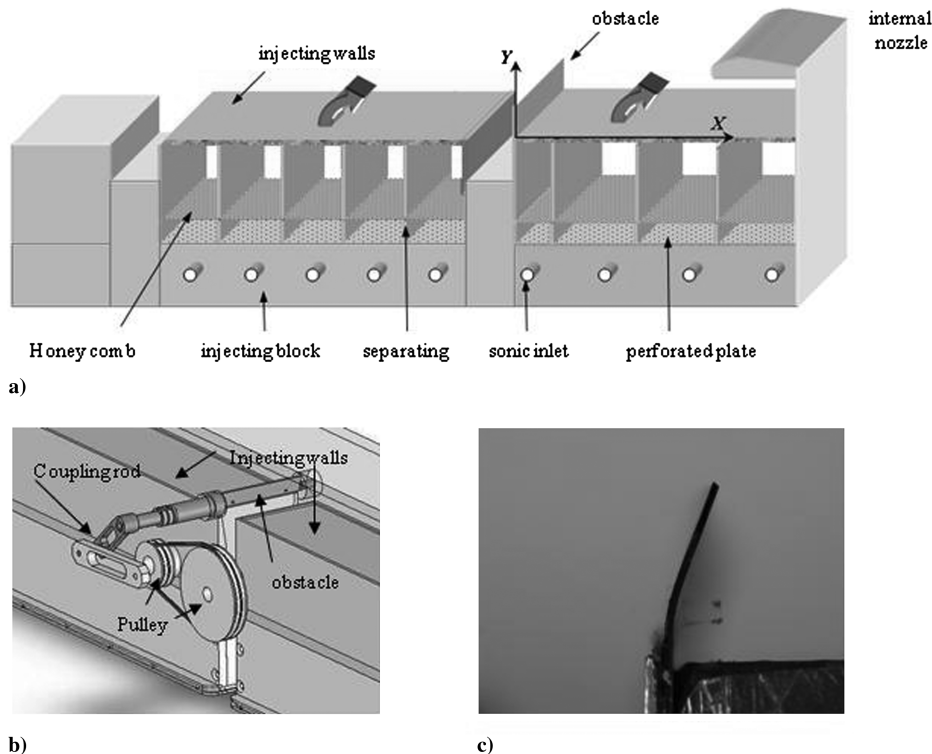 obstacle
internal
nozzle
injecting walls
Y
X
Honey comb
injecting block
separating
sonic inlet
perforated plate
a)
Coupling rod
Injecting walls
obstacle
Pulley
b)
c)